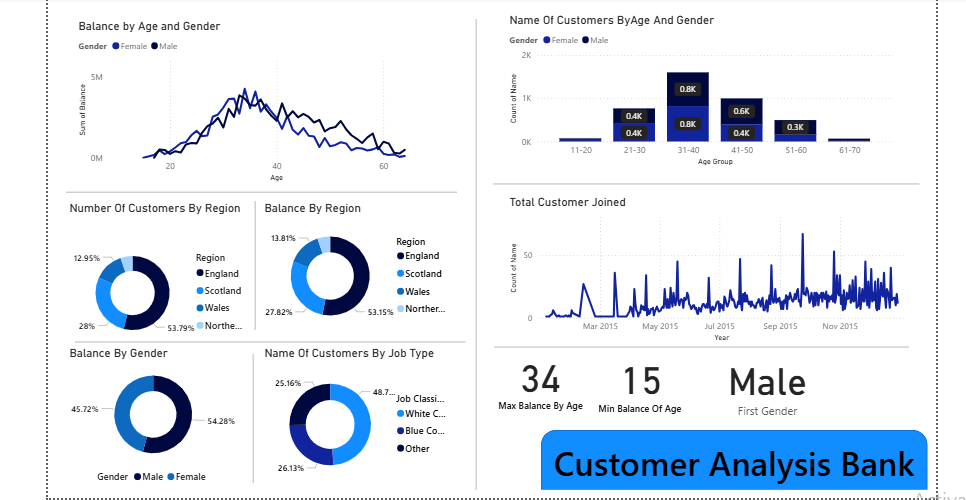 Balance by Age and Gender
Gender Female Male
5M
0M
Sum of Balance
20 40 60
Age
Name Of Customers ByAge And Gender
Gender Female Male
2K
1K
0K
Count of Name
0.8K
0.8K
0.4K
0.4K
0.6K
0.4K
0.3K
11-20 21-30 31-40 41-50 51-60 61-70
Age Group
Number Of Customers By Region
12.95%
28%
53.79%
Region
England
Scotland
Wales
Northe...
Balance By Region
13.81%
27.82%
53.15%
Region
England
Scotland
Wales
Norther...
Total Customer Joined
50
0
Count of Name
Mar 2015 May 2015 Jul 2015 Sep 2015 Nov 2015
Year
Balance By Gender
45.72%
54.28%
Gender Male Female
Name Of Customers By Job Type
25.16%
48.7...
26.13%
Job Classi...
White C...
Blue Co...
Other
34
Max Balance By Age
15
Min Balance Of Age
Male
First Gender
Customer Analysis Bank